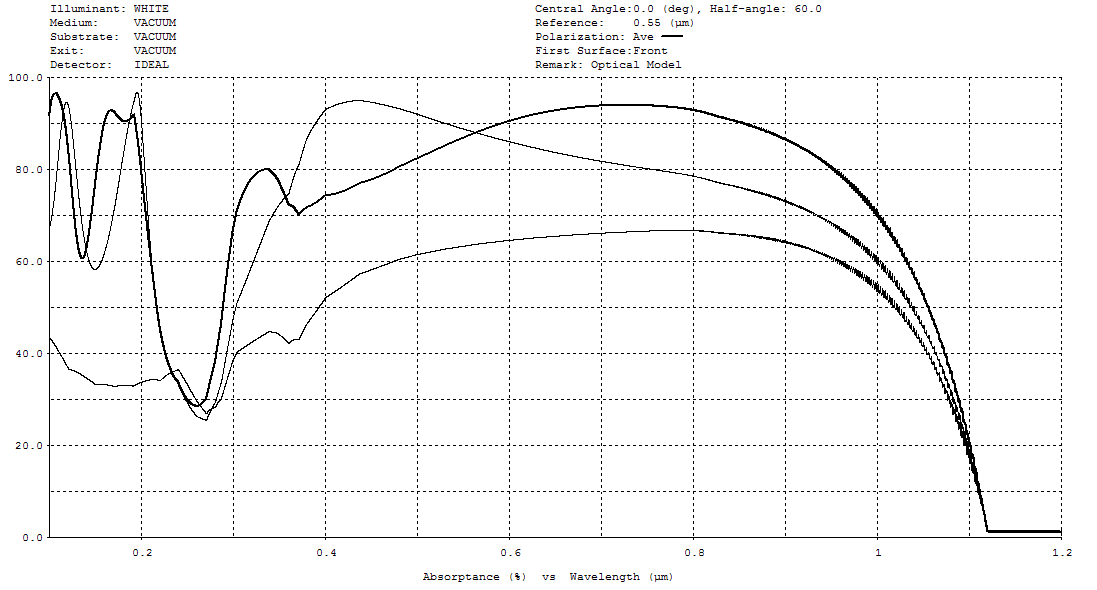 Illuminant: WHITE
Medium: VACUUM
Substrate: VACUUM
Exit: VACUUM
Detector: IDEAL
Central Angle:0.0 (deg), Half-angle: 60.0
Reference: 0.55 (µm)
Polarization: Ave
First Surface:Front
Remark: Optical Model
100.0
80.0
60.0
40.0
20.0
0.0
0.2 0.4 0.6 0.8 1 1.2
Absorptance (%) vs Wavelength (µm)